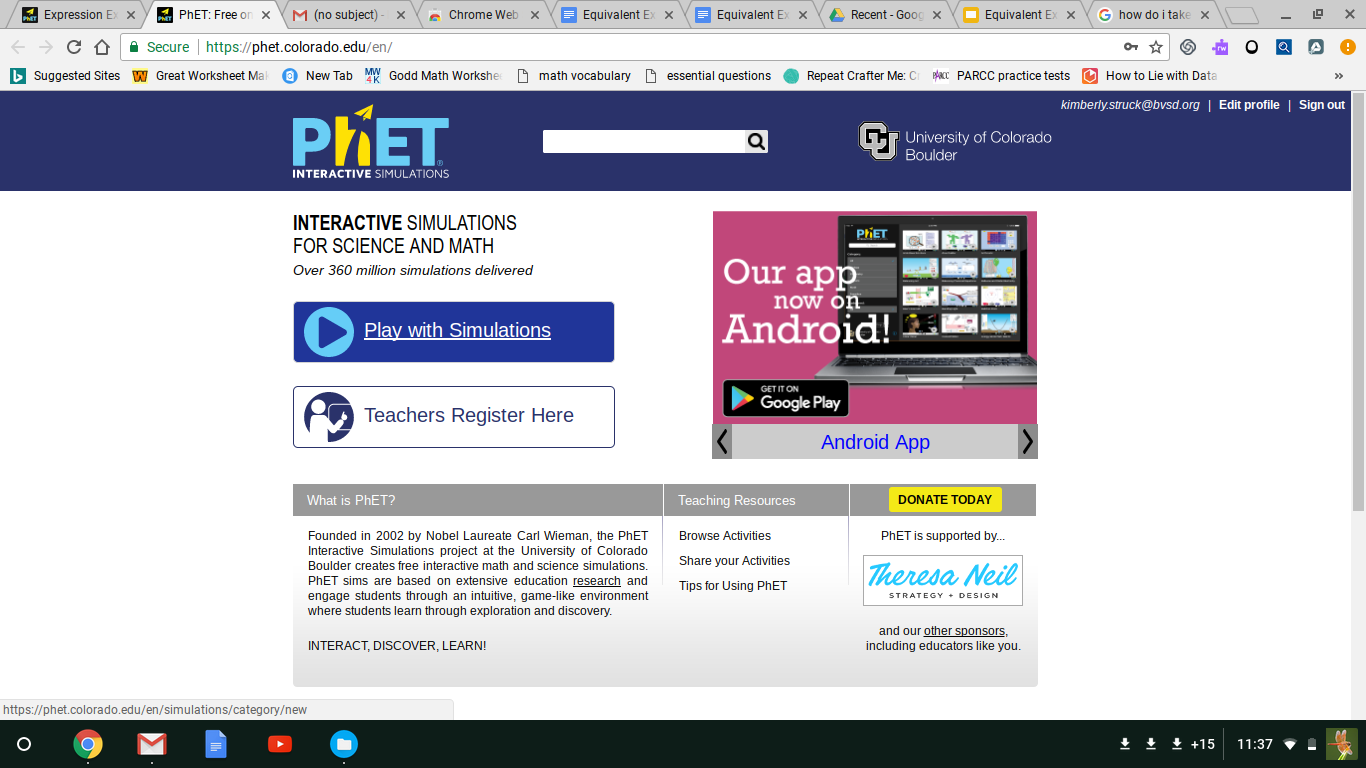 Expression Ex
PhET: Free on
(no subject) -
Chrome Web
Equivalent Ex
Equivalent Ex
Recent - Goog
Equivalent Ex
how do i take
Secure
https://phet.colorado.edu/en/
Suggested Sites
Great Worksheet Mak
New Tab
Godd Math Workshe
math vocabulary
essential questions
Repeat Crafter Me: C
PARCC practice tests
How to Lie with Data
kimberly.struck@bvsd.org | Edit profile | Sign out
PhET
INTERACTIVE SIMULATIONS
University of Colorado
Boulder
INTERACTIVE SIMULATIONS
FOR SCIENCE AND MATH
Over 360 million simulations delivered
Play with Simulations
Teachers Register Here
PhET
Our app
now on
Android!
GET IT ON
Google Play
Android App
What is PhET?
Founded in 2002 by Nobel Laureate Carl Wieman, the PhET
Interactive Simulations project at the University of Colorado
Boulder creates free interactive math and science simulations.
PhET sims are based on extensive education research and
engage students through an intuitive, game-like environment
where students learn through exploration and discovery.
INTERACT, DISCOVER, LEARN!
Teaching Resources
Browse Activities
Share your Activities
Tips for Using PhET
DONATE TODAY
PhET is supported by...
Theresa Neil
STRATEGY + DESIGN
and our other sponsors,
including educators like you.
https://phet.colorado.edu/en/simulations/category/new
+15
11:37